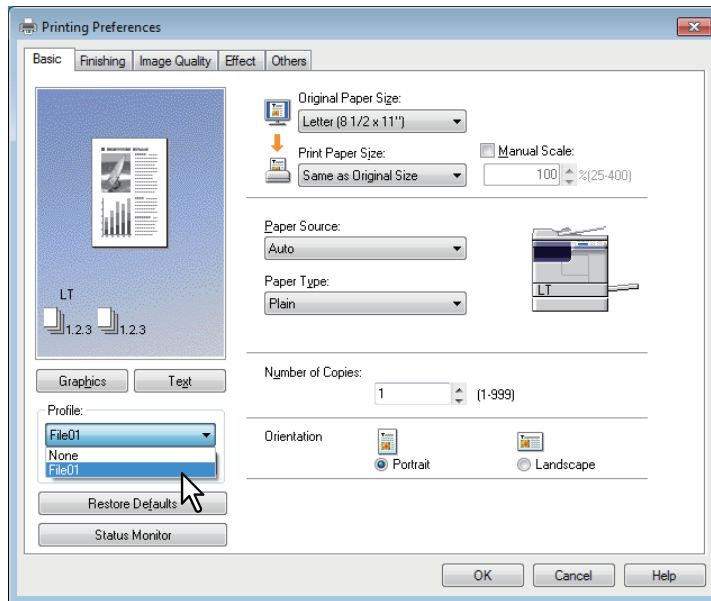 Printing Preferences
Basic Finishing Image Quality Effect Others
Original Paper Size:
Letter (8 1/2 x 11")
Print Paper Size:
Same as Original Size
Manual Scale:
100 %(25-400)
Paper Source:
Auto
Paper Type:
Plain
LT
LT
1.2.3 1.2.3
Graphics Text
Profile:
File01
None
File01
Restore Defaults
Status Monitor
Number of Copies:
1 (1-999)
Orientation
Portrait Landscape
OK Cancel Help